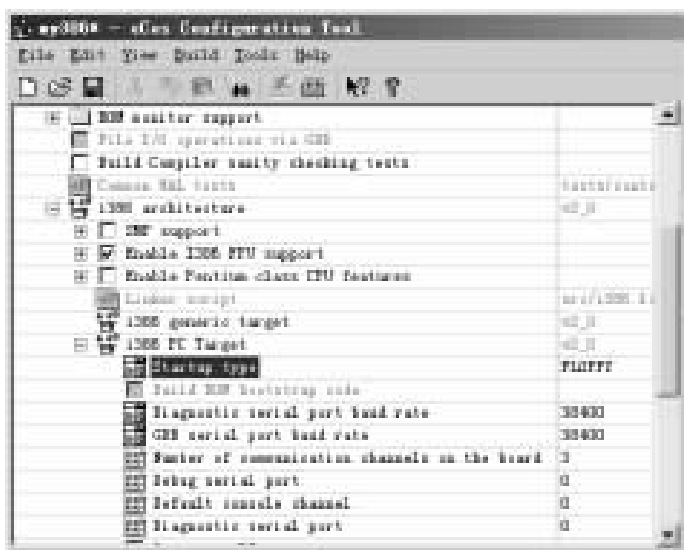 my386* - eCos Configuration Tool
File Edit View Build Tools Help
ROM monitor support
File I/O operations via GDB
Build Compiler sanity checking tests
Common HAL tests
i386 architecture v2_0
SMP support
Enable I386 FPU support
Enable Pentium class CPU features
Linker script
i386 generic target v2_0
i386 PC Target v2_0
Startup type FLOPPY
Build ROM bootstrap code
Diagnostic serial port baud rate 38400
GDB serial port baud rate 38400
Number of communication channels on the board 3
Debug serial port 0
Default console channel 0
Diagnostic serial port 0